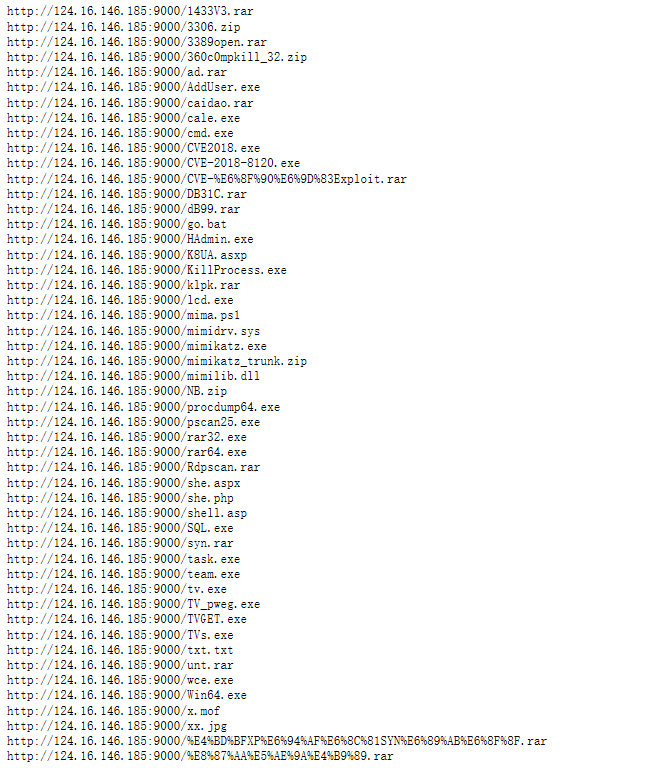 http://124.16.146.185:9000/1433V3.rar
http://124.16.146.185:9000/3306.zip
http://124.16.146.185:9000/3389open.rar
http://124.16.146.185:9000/360c0mpkill_32.zip
http://124.16.146.185:9000/ad.rar
http://124.16.146.185:9000/AddUser.exe
http://124.16.146.185:9000/caidao.rar
http://124.16.146.185:9000/cale.exe
http://124.16.146.185:9000/cmd.exe
http://124.16.146.185:9000/CVE2018.exe
http://124.16.146.185:9000/CVE-2018-8120.exe
http://124.16.146.185:9000/CVE-%E6%8F%90%E6%9D%83Exploit.rar
http://124.16.146.185:9000/DB31C.rar
http://124.16.146.185:9000/dB99.rar
http://124.16.146.185:9000/go.bat
http://124.16.146.185:9000/HAdmin.exe
http://124.16.146.185:9000/K8UA.asxp
http://124.16.146.185:9000/KillProcess.exe
http://124.16.146.185:9000/klpk.rar
http://124.16.146.185:9000/lcd.exe
http://124.16.146.185:9000/mima.ps1
http://124.16.146.185:9000/mimidrv.sys
http://124.16.146.185:9000/mimikatz.exe
http://124.16.146.185:9000/mimikatz_trunk.zip
http://124.16.146.185:9000/mimilib.dll
http://124.16.146.185:9000/NB.zip
http://124.16.146.185:9000/procdump64.exe
http://124.16.146.185:9000/pscan25.exe
http://124.16.146.185:9000/rar32.exe
http://124.16.146.185:9000/rar64.exe
http://124.16.146.185:9000/Rdpscan.rar
http://124.16.146.185:9000/she.aspx
http://124.16.146.185:9000/she.php
http://124.16.146.185:9000/shell.asp
http://124.16.146.185:9000/SQL.exe
http://124.16.146.185:9000/syn.rar
http://124.16.146.185:9000/task.exe
http://124.16.146.185:9000/team.exe
http://124.16.146.185:9000/tv.exe
http://124.16.146.185:9000/TV_pweg.exe
http://124.16.146.185:9000/TVGET.exe
http://124.16.146.185:9000/TVs.exe
http://124.16.146.185:9000/txt.txt
http://124.16.146.185:9000/unt.rar
http://124.16.146.185:9000/wce.exe
http://124.16.146.185:9000/Win64.exe
http://124.16.146.185:9000/x.mof
http://124.16.146.185:9000/xx.jpg
http://124.16.146.185:9000/%E4%BD%BFXP%E6%94%AF%E6%8C%81SYN%E6%89%AB%E6%8F%8F.rar
http://124.16.146.185:9000/%E8%87%AA%E5%AE%9A%E4%B9%89.rar